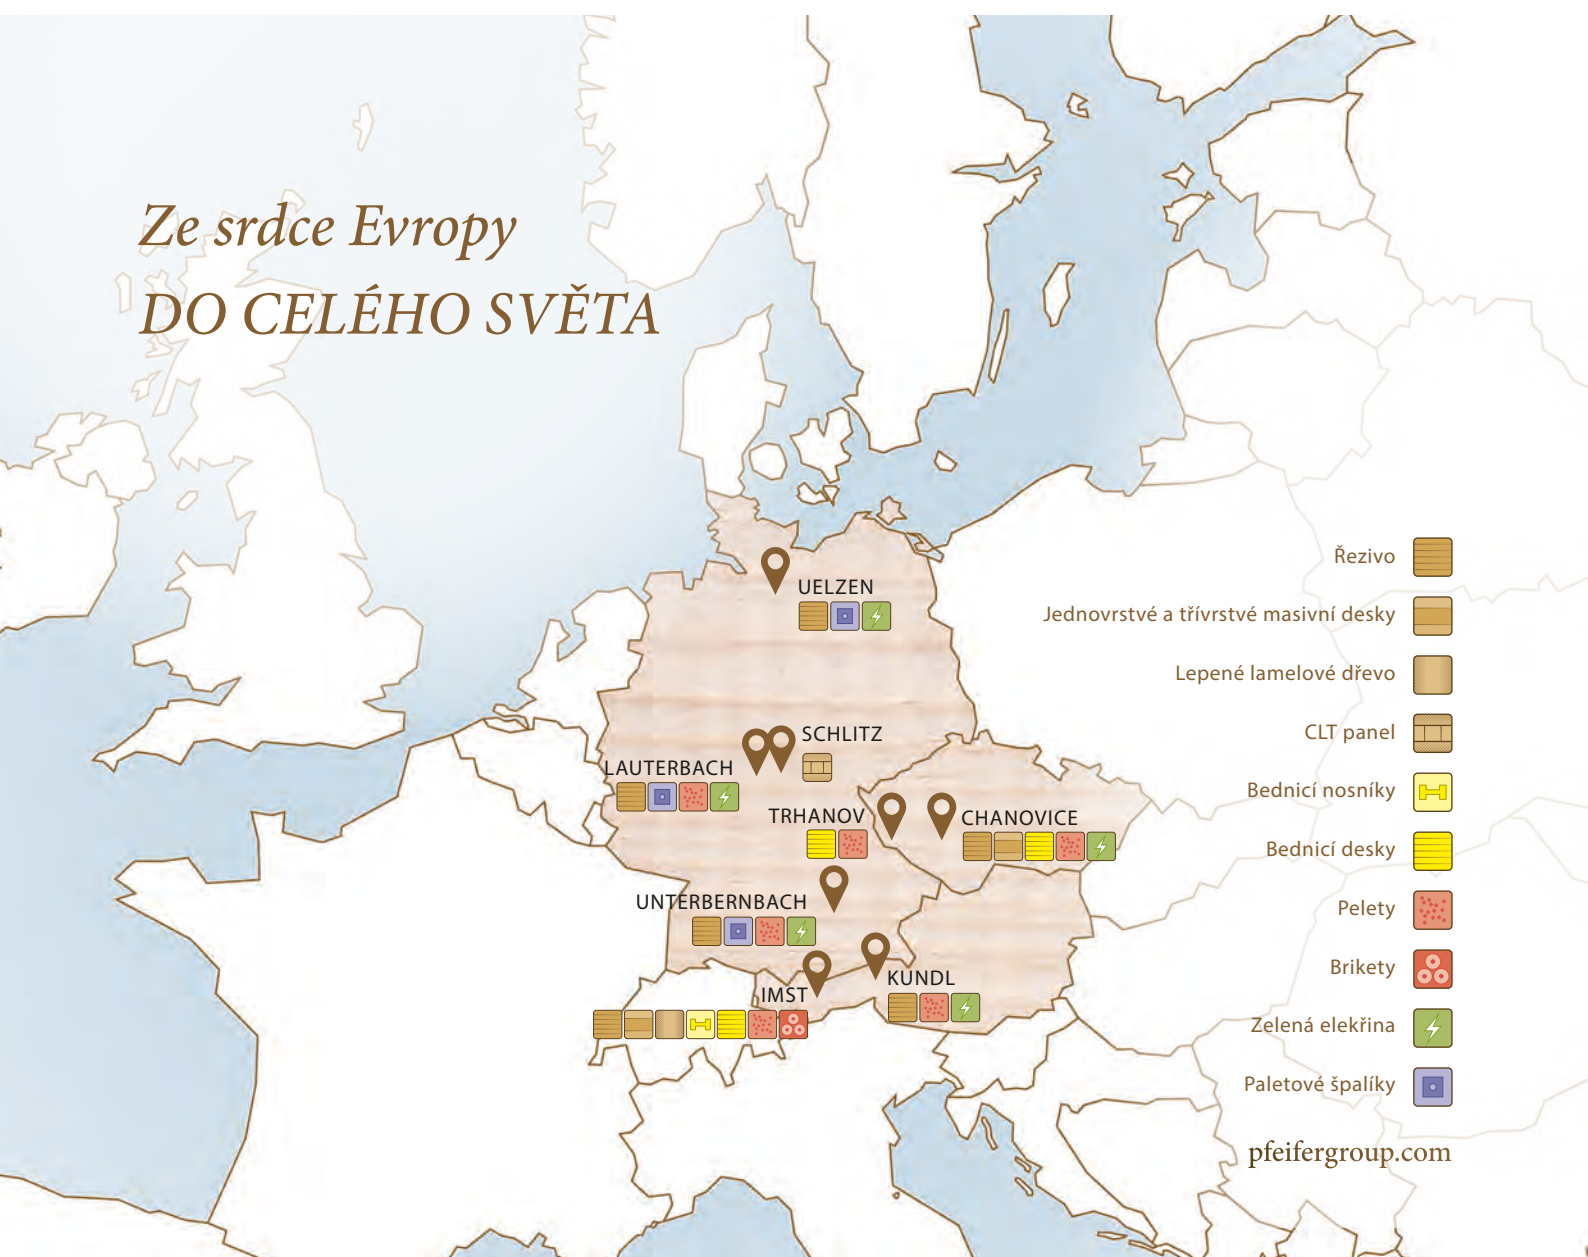 Ze srdce Evropy
DO CELÉHO SVĚTA
UELZEN
SCHLITZ
LAUTERBACH
TRHANOV
CHANOVICE
UNTERBERNBACH
KUNDL
IMST
Řezivo
Jednovrstvé a třívrstvé masivní desky
Lepené lamelové dřevo
CLT panel
Bednicí nosníky
Bednicí desky
Pelety
Brikety
Zelená elekřina
Paletové špalíky
pfeifergroup.com